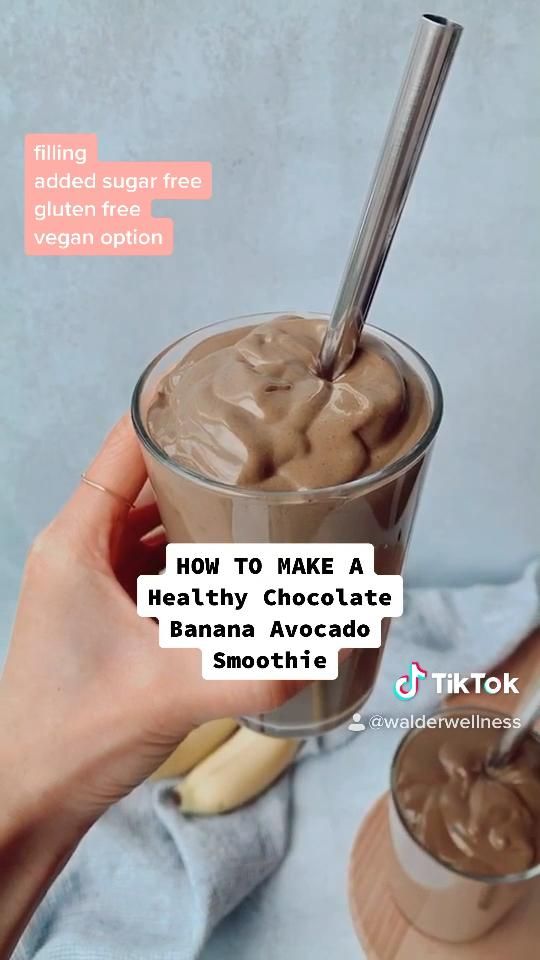 filling
added sugar free
gluten free
vegan option
HOW TO MAKE A
Healthy Chocolate
Banana Avocado
Smoothie
TikTok
@walderwellness